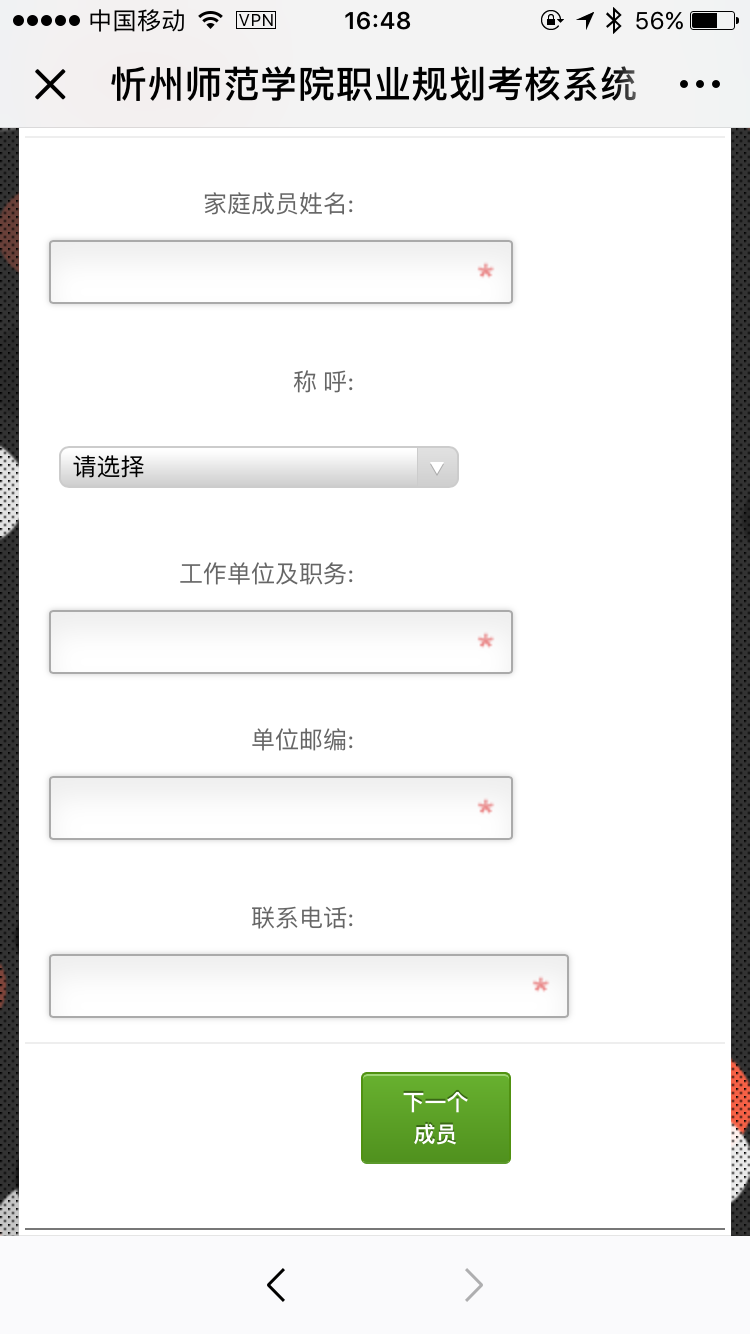 中国移动 VPN 16:48 56%
忻州师范学院职业规划考核系统
家庭成员姓名:
*
称 呼:
请选择
工作单位及职务:
*
单位邮编:
*
联系电话:
*
下一个
成员